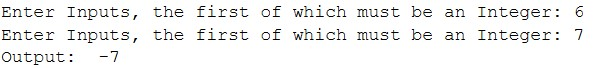 Enter Inputs, the first of which must be an Integer: 6
Enter Inputs, the first of which must be an Integer: 7
Output:  -7